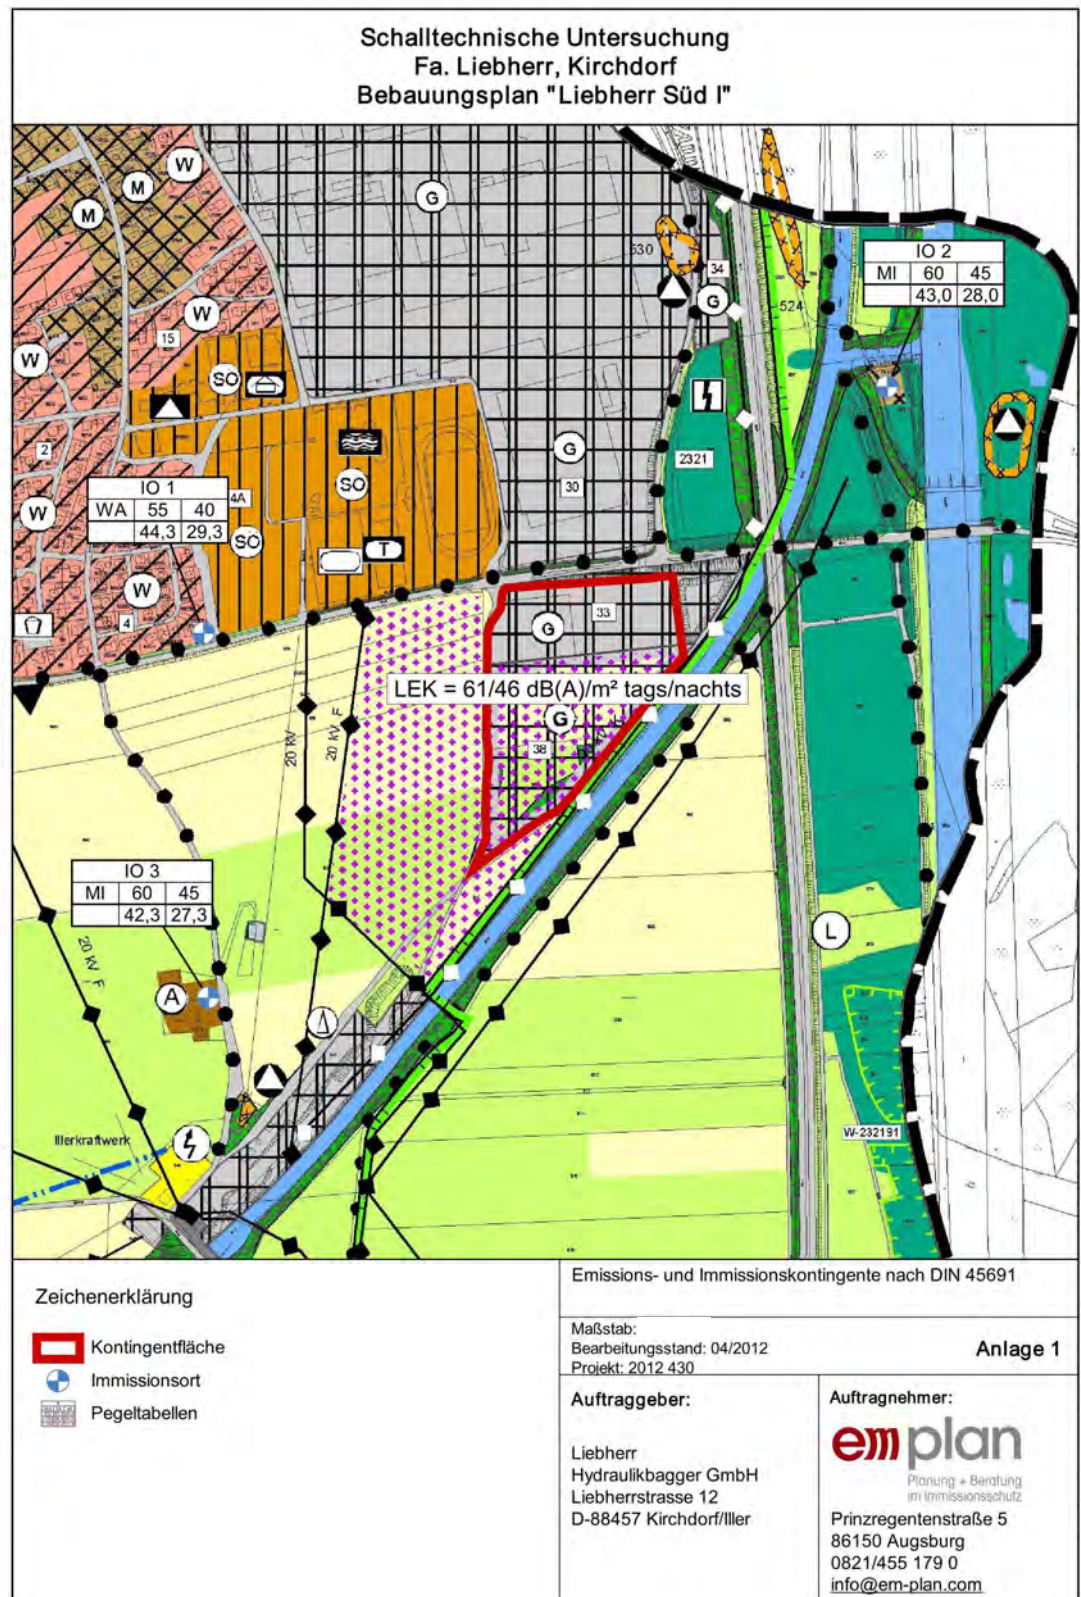 Schalltechnische Untersuchung
Fa. Liebherr, Kirchdorf
Bebauungsplan "Liebherr Süd I"
W
M
M
G
W
15
W
SO
530
34
G
524
IO 2
MI 60 45
43,0 28,0
2
SO
G
30
2321
IO 1
WA 55 40
44,3 29,3
4A
W
SO
T
W
4
33
G
LEK = 61/46 dB(A)/m² tags/nachts
G
38
20 kV
20 kV F
IO 3
MI 60 45
42,3 27,3
20 kV F
L
A
Illerkraftwerk
W-232191
Zeichenerklärung
Kontingentfläche
Immissionsort
Pegeltabellen
Emissions- und Immissionskontingente nach DIN 45691
Maßstab:
Bearbeitungsstand: 04/2012
Projekt: 2012 430
Anlage 1
Auftraggeber:
Liebherr
Hydraulikbagger GmbH
Liebherrstrasse 12
D-88457 Kirchdorf/Iller
Auftragnehmer:
em plan
Planung + Beratung
im Immissionsschutz
Prinzregentenstraße 5
86150 Augsburg
0821/455 179 0
info@em-plan.com